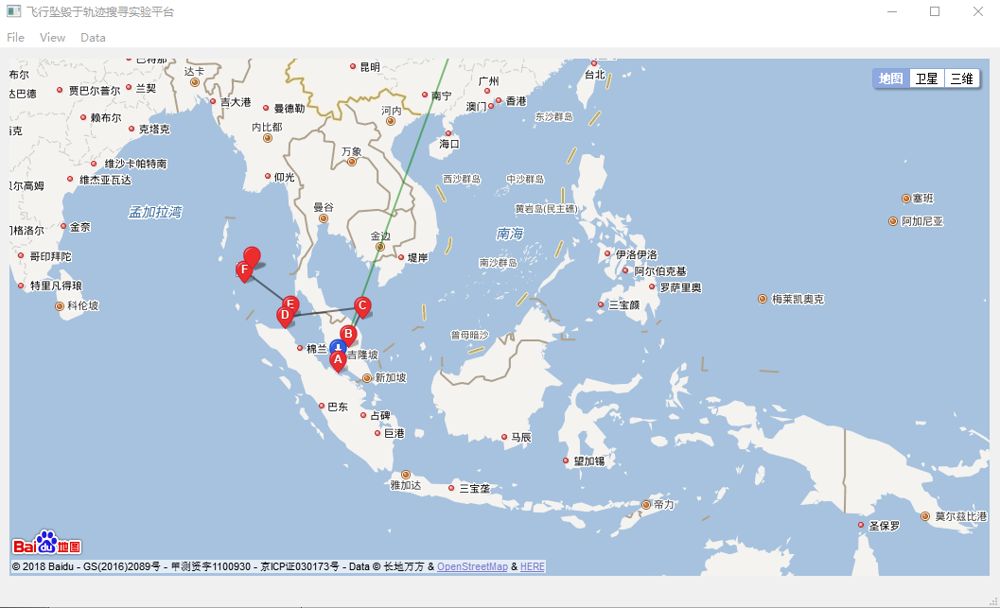 飞行坠毁于轨迹搜寻实验平台
File View Data
地图 卫星 三维
达卡
昆明
台北
布尔
达巴德
贾巴尔普尔
兰契
吉大港
曼德勒
南宁
广州
澳门
香港
赖布尔
克塔克
内比都
河内
东沙群岛
海口
万象
维沙卡帕特南
维杰亚瓦达
仰光
西沙群岛
中沙群岛
贝尔高姆
曼谷
黄岩岛(民主礁)
塞班
孟加拉湾
阿加尼亚
金奈
金边
南海
哥印拜陀
堤岸
南沙群岛
伊洛伊洛
阿尔伯克基
特里凡得琅
罗萨里奥
科伦坡
三宝颜
梅莱凯奥克
F
E
D
C
B
A
曾母暗沙
棉兰
吉隆坡
新加坡
巴东
占碑
巨港
马辰
望加锡
雅加达
三宝垄
帝力
莫尔兹比港
圣保罗
Bai du 地图
© 2018 Baidu - GS(2016)2089号 - 甲测资字1100930 - 京ICP证030173号 - Data © 长地万方 & OpenStreetMap & HERE